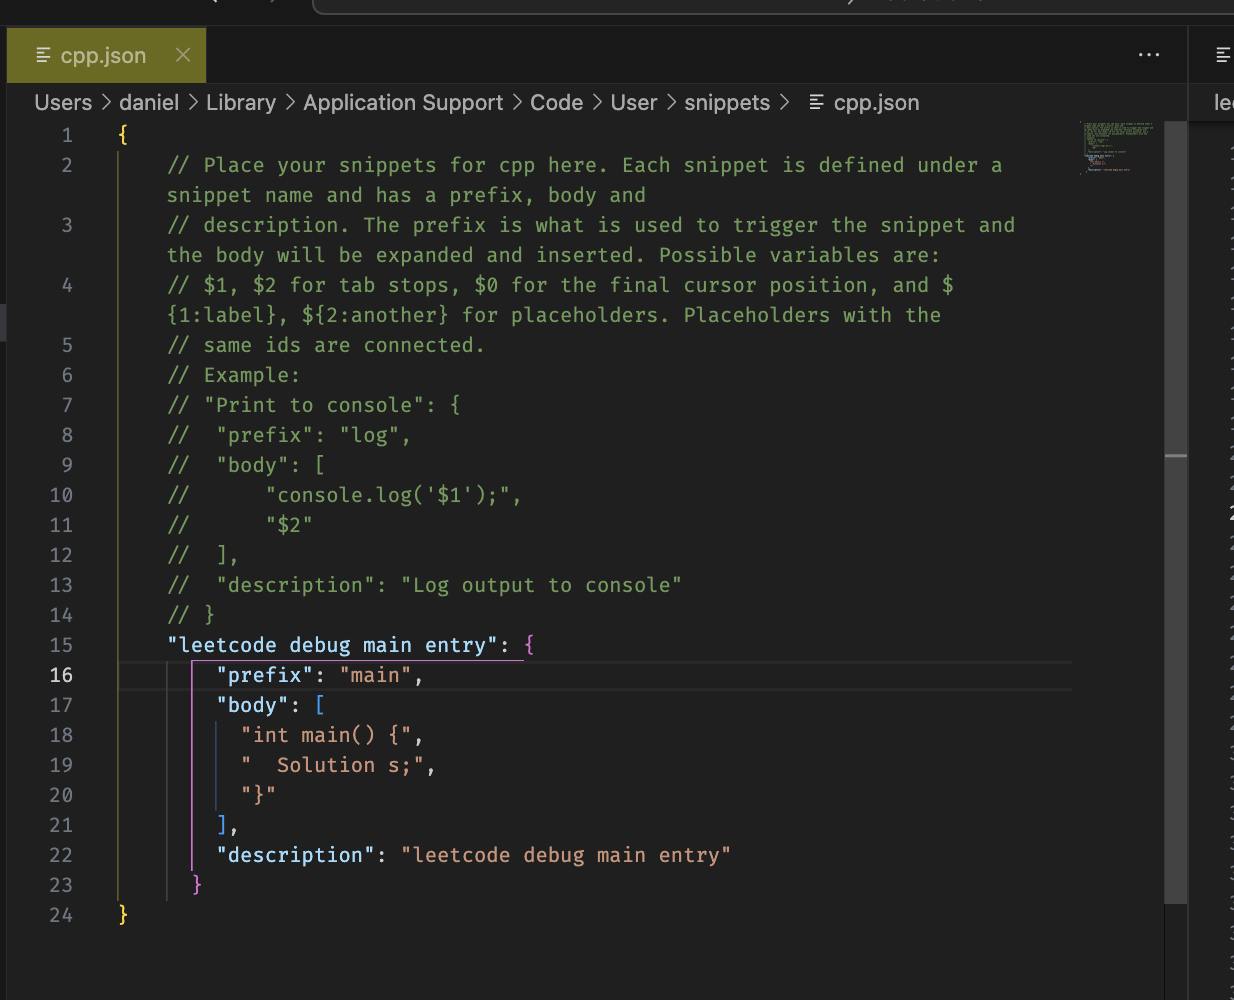 cpp.json
Users > daniel > Library > Application Support > Code > User > snippets > cpp.json
lee
1 {
2 // Place your snippets for cpp here. Each snippet is defined under a
snippet name and has a prefix, body and
3 // description. The prefix is what is used to trigger the snippet and
the body will be expanded and inserted. Possible variables are:
4 // $1, $2 for tab stops, $0 for the final cursor position, and $
{1:label}, ${2:another} for placeholders. Placeholders with the
5 // same ids are connected.
6 // Example:
7 // "Print to console": {
8 //  "prefix": "log",
9 //  "body": [
10 //      "console.log('$1');",
11 //      "$2"
12 //  ],
13 //  "description": "Log output to console"
14 // }
15 "leetcode debug main entry": {
16 "prefix": "main",
17 "body": [
18 "int main() {",
19 "  Solution s;",
20 "}"
21 ],
22 "description": "leetcode debug main entry"
23 }
24 }